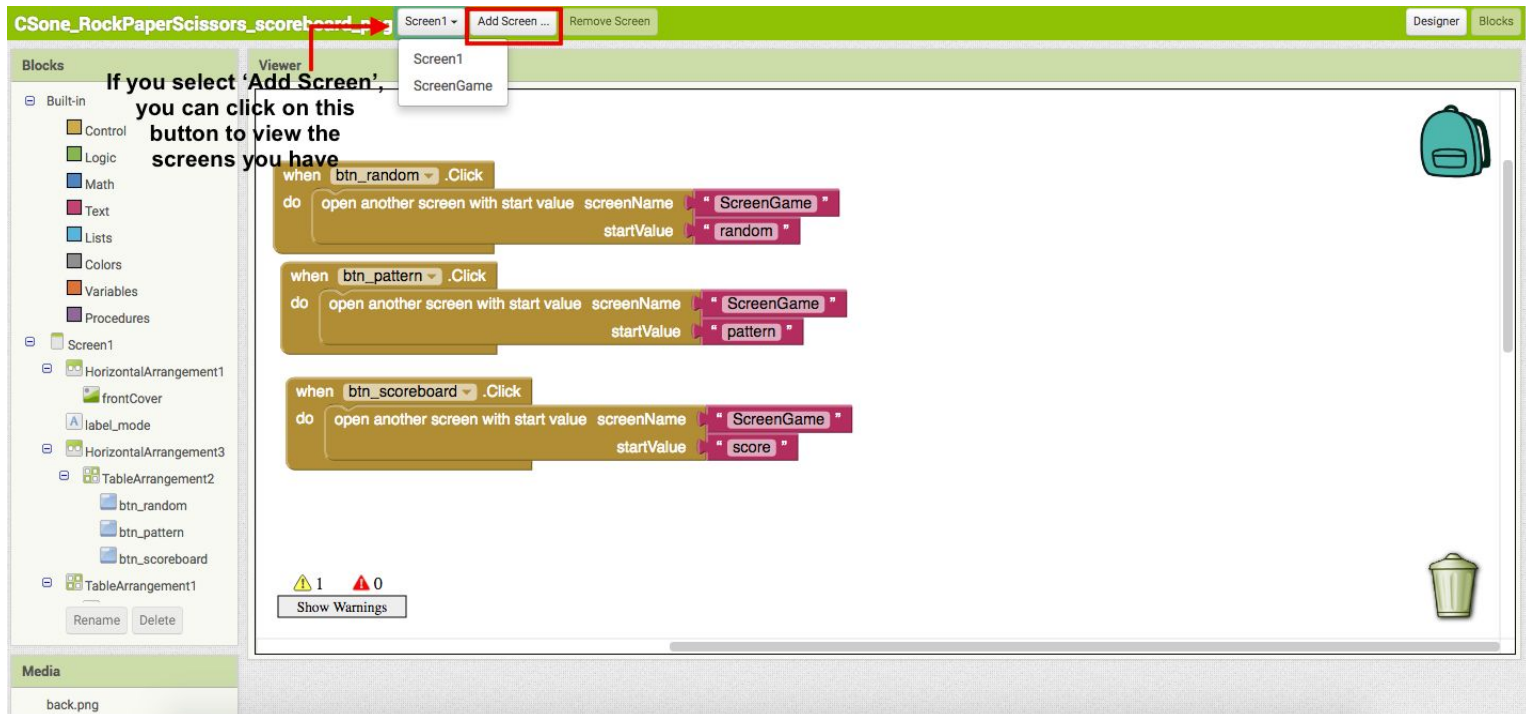 CSone_RockPaperScissors_scoreboard_png Screen1 Add Screen ... Remove Screen Designer Blocks
Screen1
ScreenGame
If you select ‘Add Screen’,
you can click on this
button to view the
screens you have
Blocks
Built-in
Control
Logic
Math
Text
Lists
Colors
Variables
Procedures
Screen1
HorizontalArrangement1
frontCover
A label_mode
HorizontalArrangement3
TableArrangement2
btn_random
btn_pattern
btn_scoreboard
TableArrangement1
Rename Delete
Media
back.png
Viewer
when btn_random .Click
do open another screen with start value screenName " ScreenGame "
startValue " random "
when btn_pattern .Click
do open another screen with start value screenName " ScreenGame "
startValue " pattern "
when btn_scoreboard .Click
do open another screen with start value screenName " ScreenGame "
startValue " score "
1 0
Show Warnings